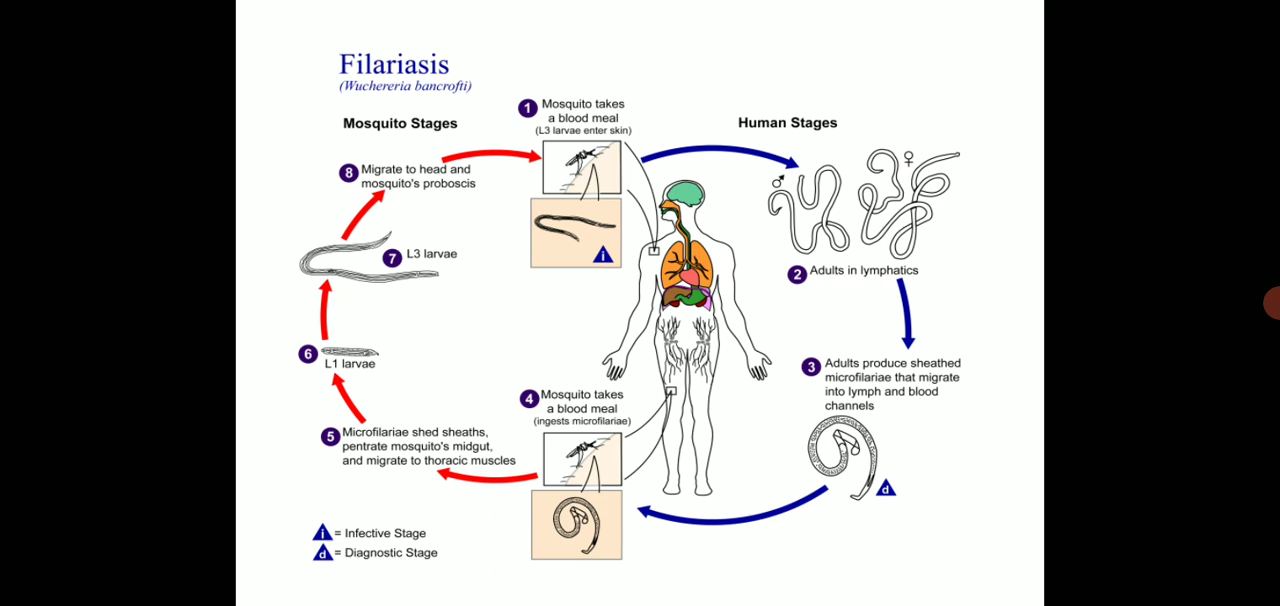 Filariasis
(Wuchereria bancrofti)
Mosquito Stages
Human Stages
1 Mosquito takes
a blood meal
(L3 larvae enter skin)
i
♂
♀
2 Adults in lymphatics
3 Adults produce sheathed
microfilariae that migrate
into lymph and blood
channels
d
4 Mosquito takes
a blood meal
(ingests microfilariae)
5 Microfilariae shed sheaths,
pentrate mosquito's midgut,
and migrate to thoracic muscles
6
L1 larvae
7 L3 larvae
8 Migrate to head and
mosquito's proboscis
i = Infective Stage
d = Diagnostic Stage